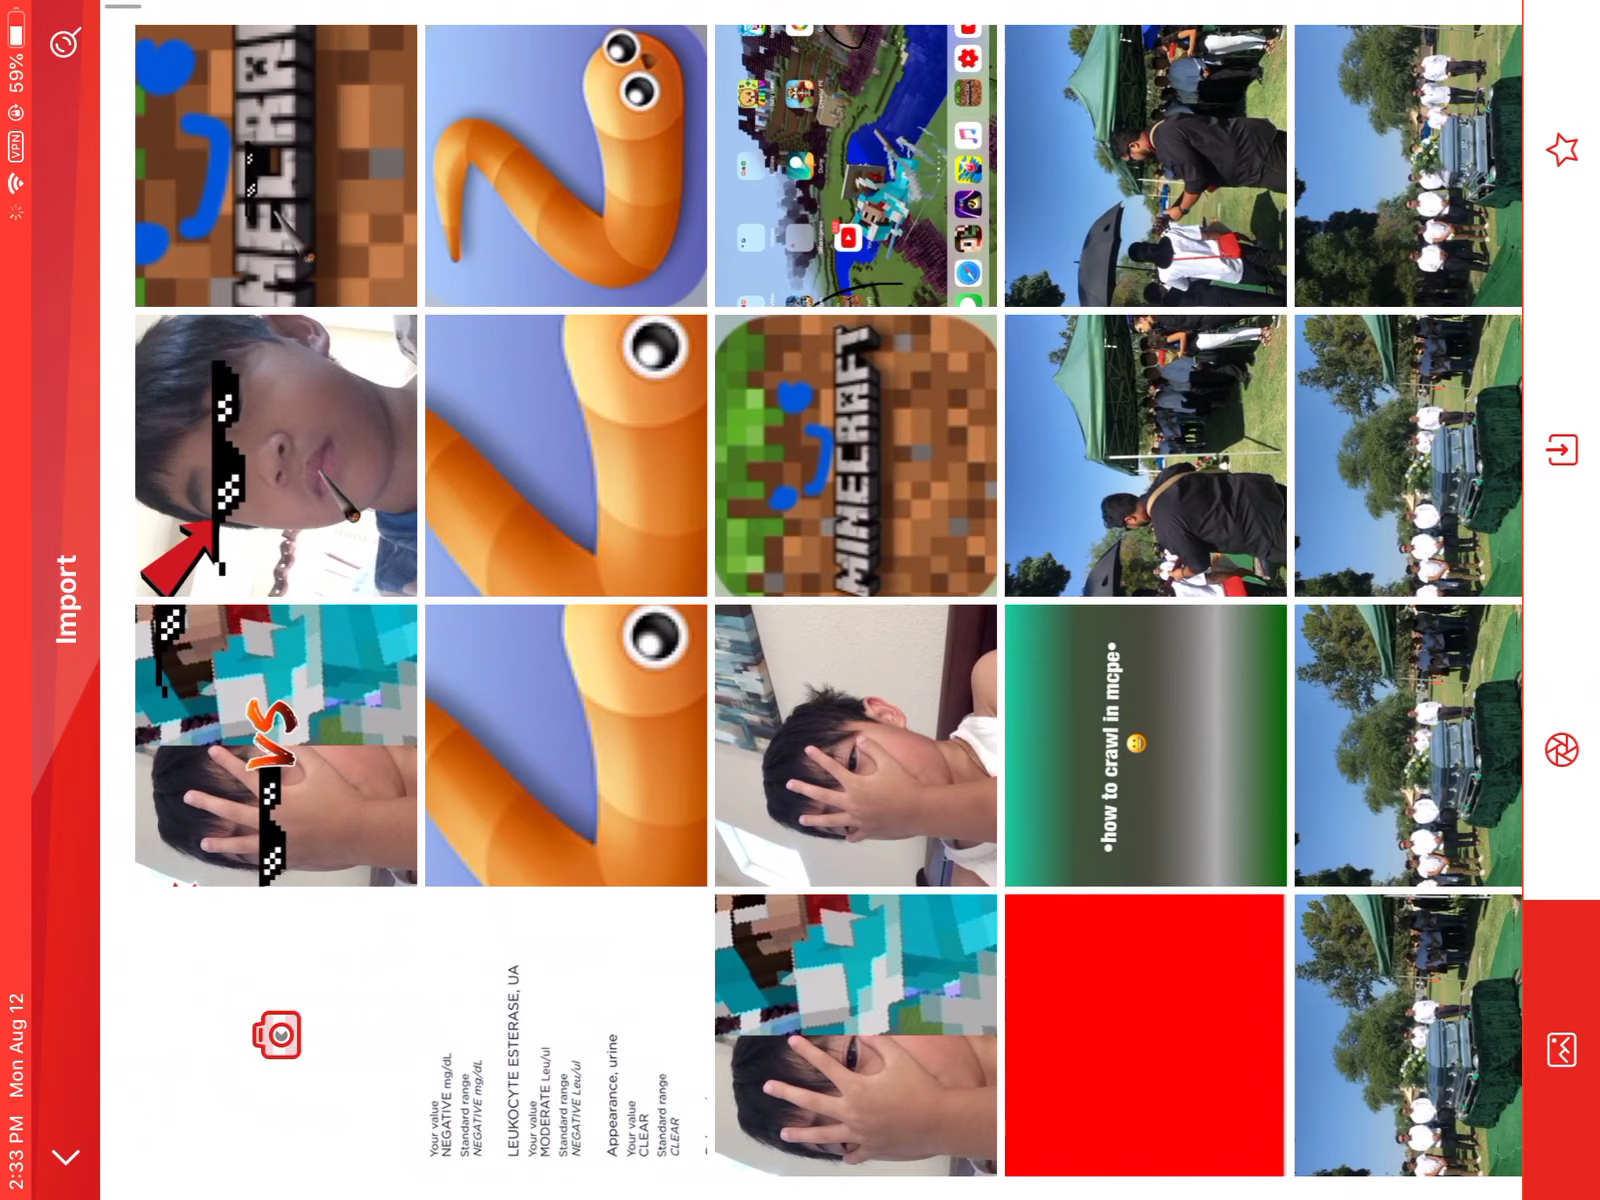 2:33 PM Mon Aug 12
VPN 59%
Import
Your value
NEGATIVE mg/dL
Standard range
NEGATIVE mg/dL
LEUKOCYTE ESTERASE, UA
Your value
MODERATE Leu/ul
Standard range
NEGATIVE Leu/ul
Appearance, urine
Your value
CLEAR
Standard range
CLEAR
VS
MINECRAFT
•how to crawl in mcpe•
😀
MINECRAFT